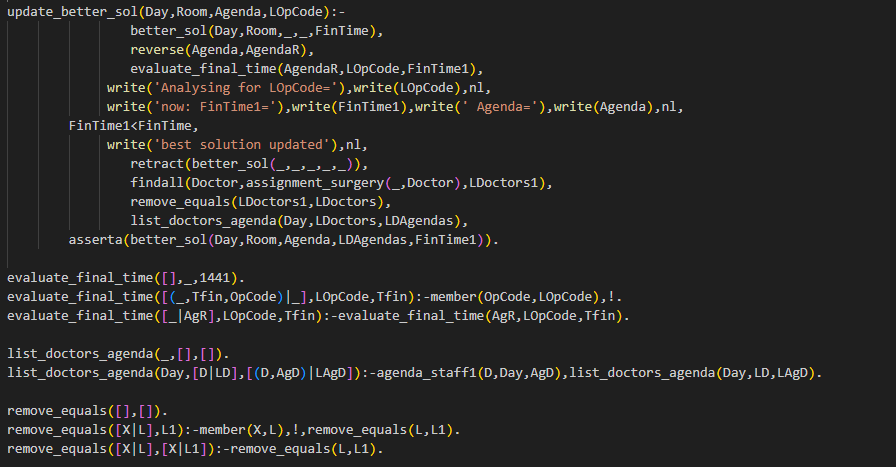 update_better_sol(Day,Room,Agenda,LOpCode):-
better_sol(Day,Room,_,_,FinTime),
reverse(Agenda,AgendaR),
evaluate_final_time(AgendaR,LOpCode,FinTime1),
write('Analysing for LOpCode='),write(LOpCode),nl,
write('now: FinTime1='),write(FinTime1),write(' Agenda='),write(Agenda),nl,
FinTime1<FinTime,
write('best solution updated'),nl,
retract(better_sol(_,_,_,_,_)),
findall(Doctor,assignment_surgery(_,Doctor),LDoctors1),
remove_equals(LDoctors1,LDoctors),
list_doctors_agenda(Day,LDoctors,LDAgendas),
asserta(better_sol(Day,Room,Agenda,LDAgendas,FinTime1)).
evaluate_final_time([],_,1441).
evaluate_final_time([(_,Tfin,OpCode)|_],LOpCode,Tfin):-member(OpCode,LOpCode),!.
evaluate_final_time([_|AgR],LOpCode,Tfin):-evaluate_final_time(AgR,LOpCode,Tfin).
list_doctors_agenda(_,[],[]).
list_doctors_agenda(Day,[D|LD],[(D,AgD)|LAgD]):-agenda_staff1(D,Day,AgD),list_doctors_agenda(Day,LD,LAgD).
remove_equals([],[]).
remove_equals([X|L],L1):-member(X,L),!,remove_equals(L,L1).
remove_equals([X|L],[X|L1]):-remove_equals(L,L1).